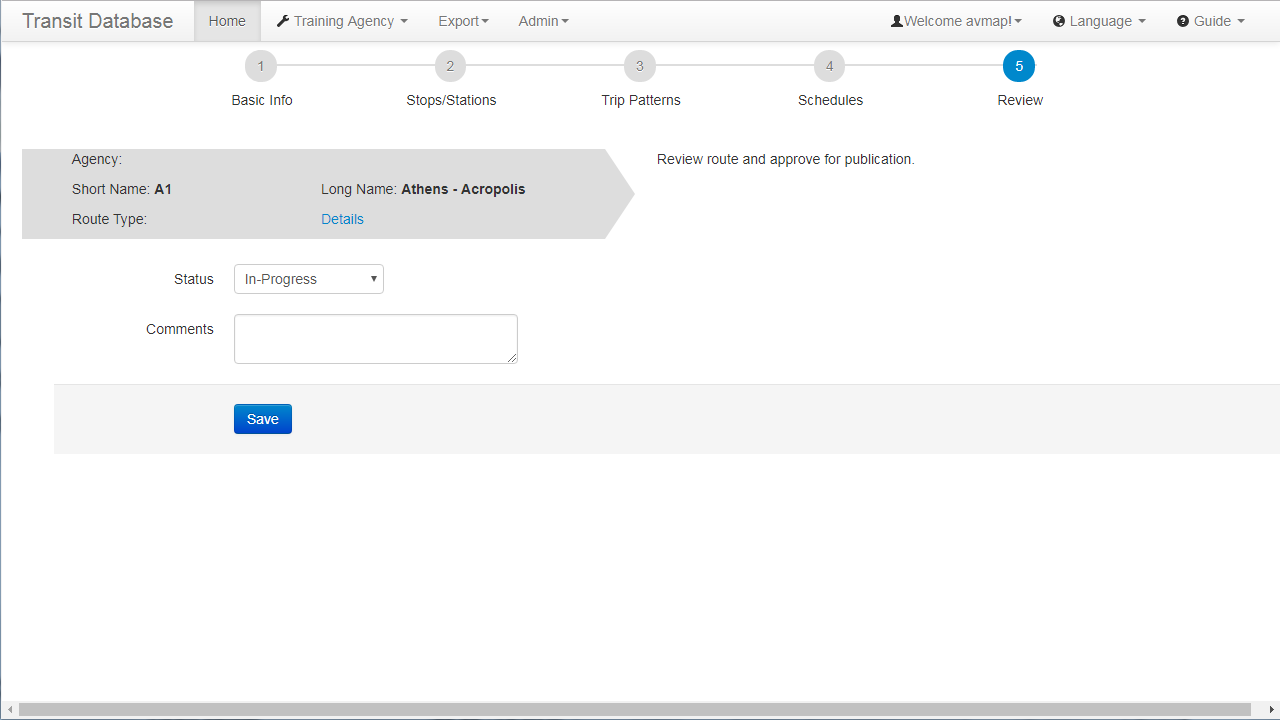 Transit Database Home Training Agency Export Admin Welcome avmap! Language Guide
1 2 3 4 5
Basic Info Stops/Stations Trip Patterns Schedules Review
Agency:
Review route and approve for publication.
Short Name: A1 Long Name: Athens - Acropolis
Route Type: Details
Status In-Progress
Comments
Save